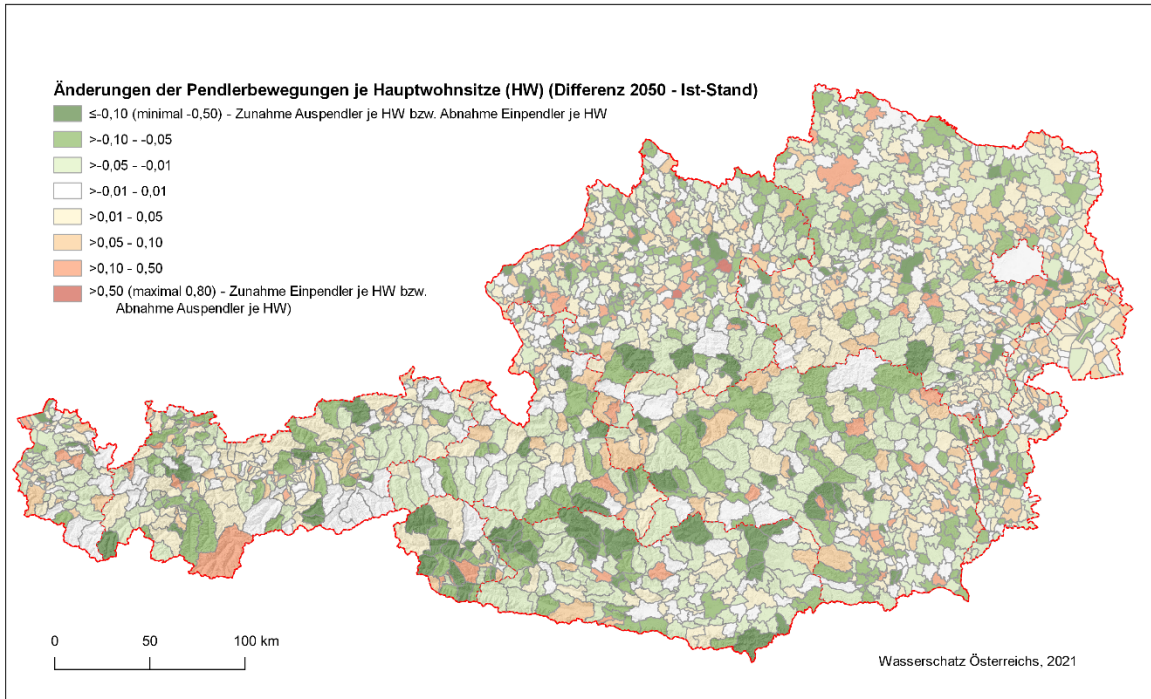 Änderungen der Pendlerbewegungen je Hauptwohnsitze (HW) (Differenz 2050 - Ist-Stand)
≤-0,10 (minimal -0,50) - Zunahme Auspendler je HW bzw. Abnahme Einpendler je HW
>-0,10 - -0,05
>-0,05 - -0,01
>-0,01 - 0,01
>0,01 - 0,05
>0,05 - 0,10
>0,10 - 0,50
>0,50 (maximal 0,80) - Zunahme Einpendler je HW bzw.
Abnahme Auspendler je HW)
0 50 100 km
Wasserschatz Österreichs, 2021